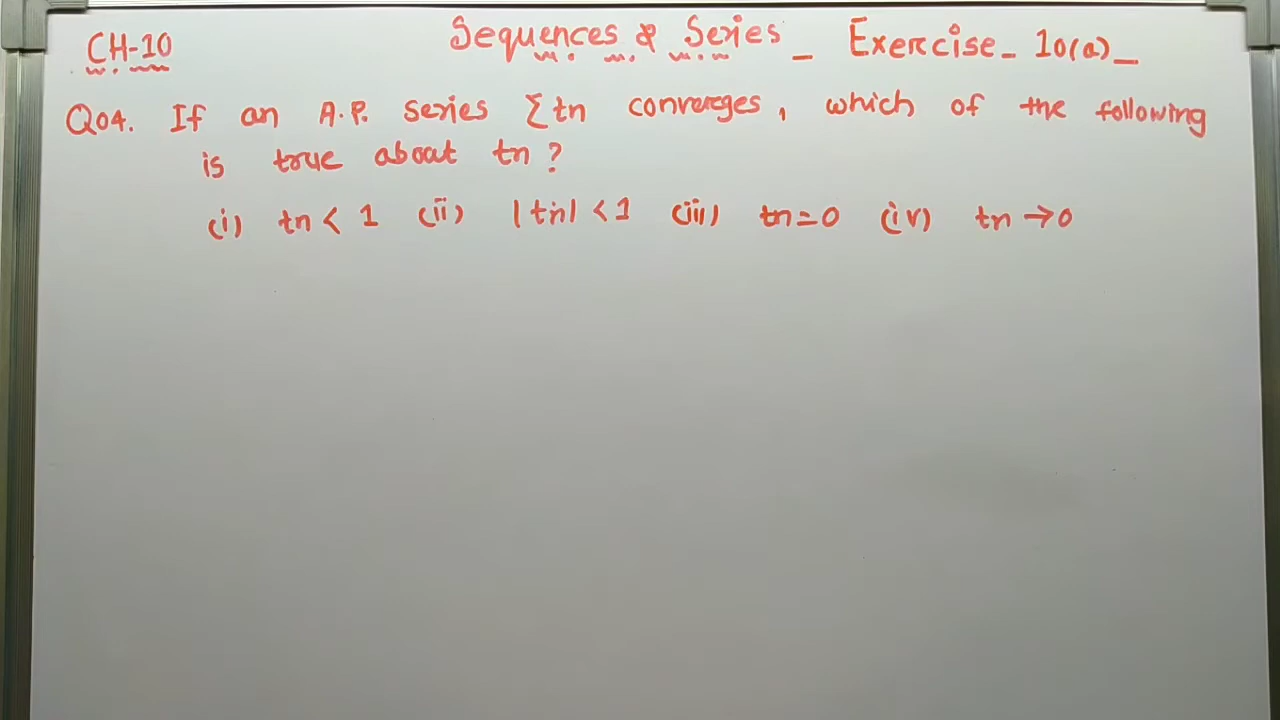 CH-10 Sequences & Series - Exercise - 10(a) -
Q04. If an A.P. series Σtn converges, which of the following
is true about tn?
(i) tn < 1 (ii) |tn| < 1 (iii) tn = 0 (iv) tn → 0